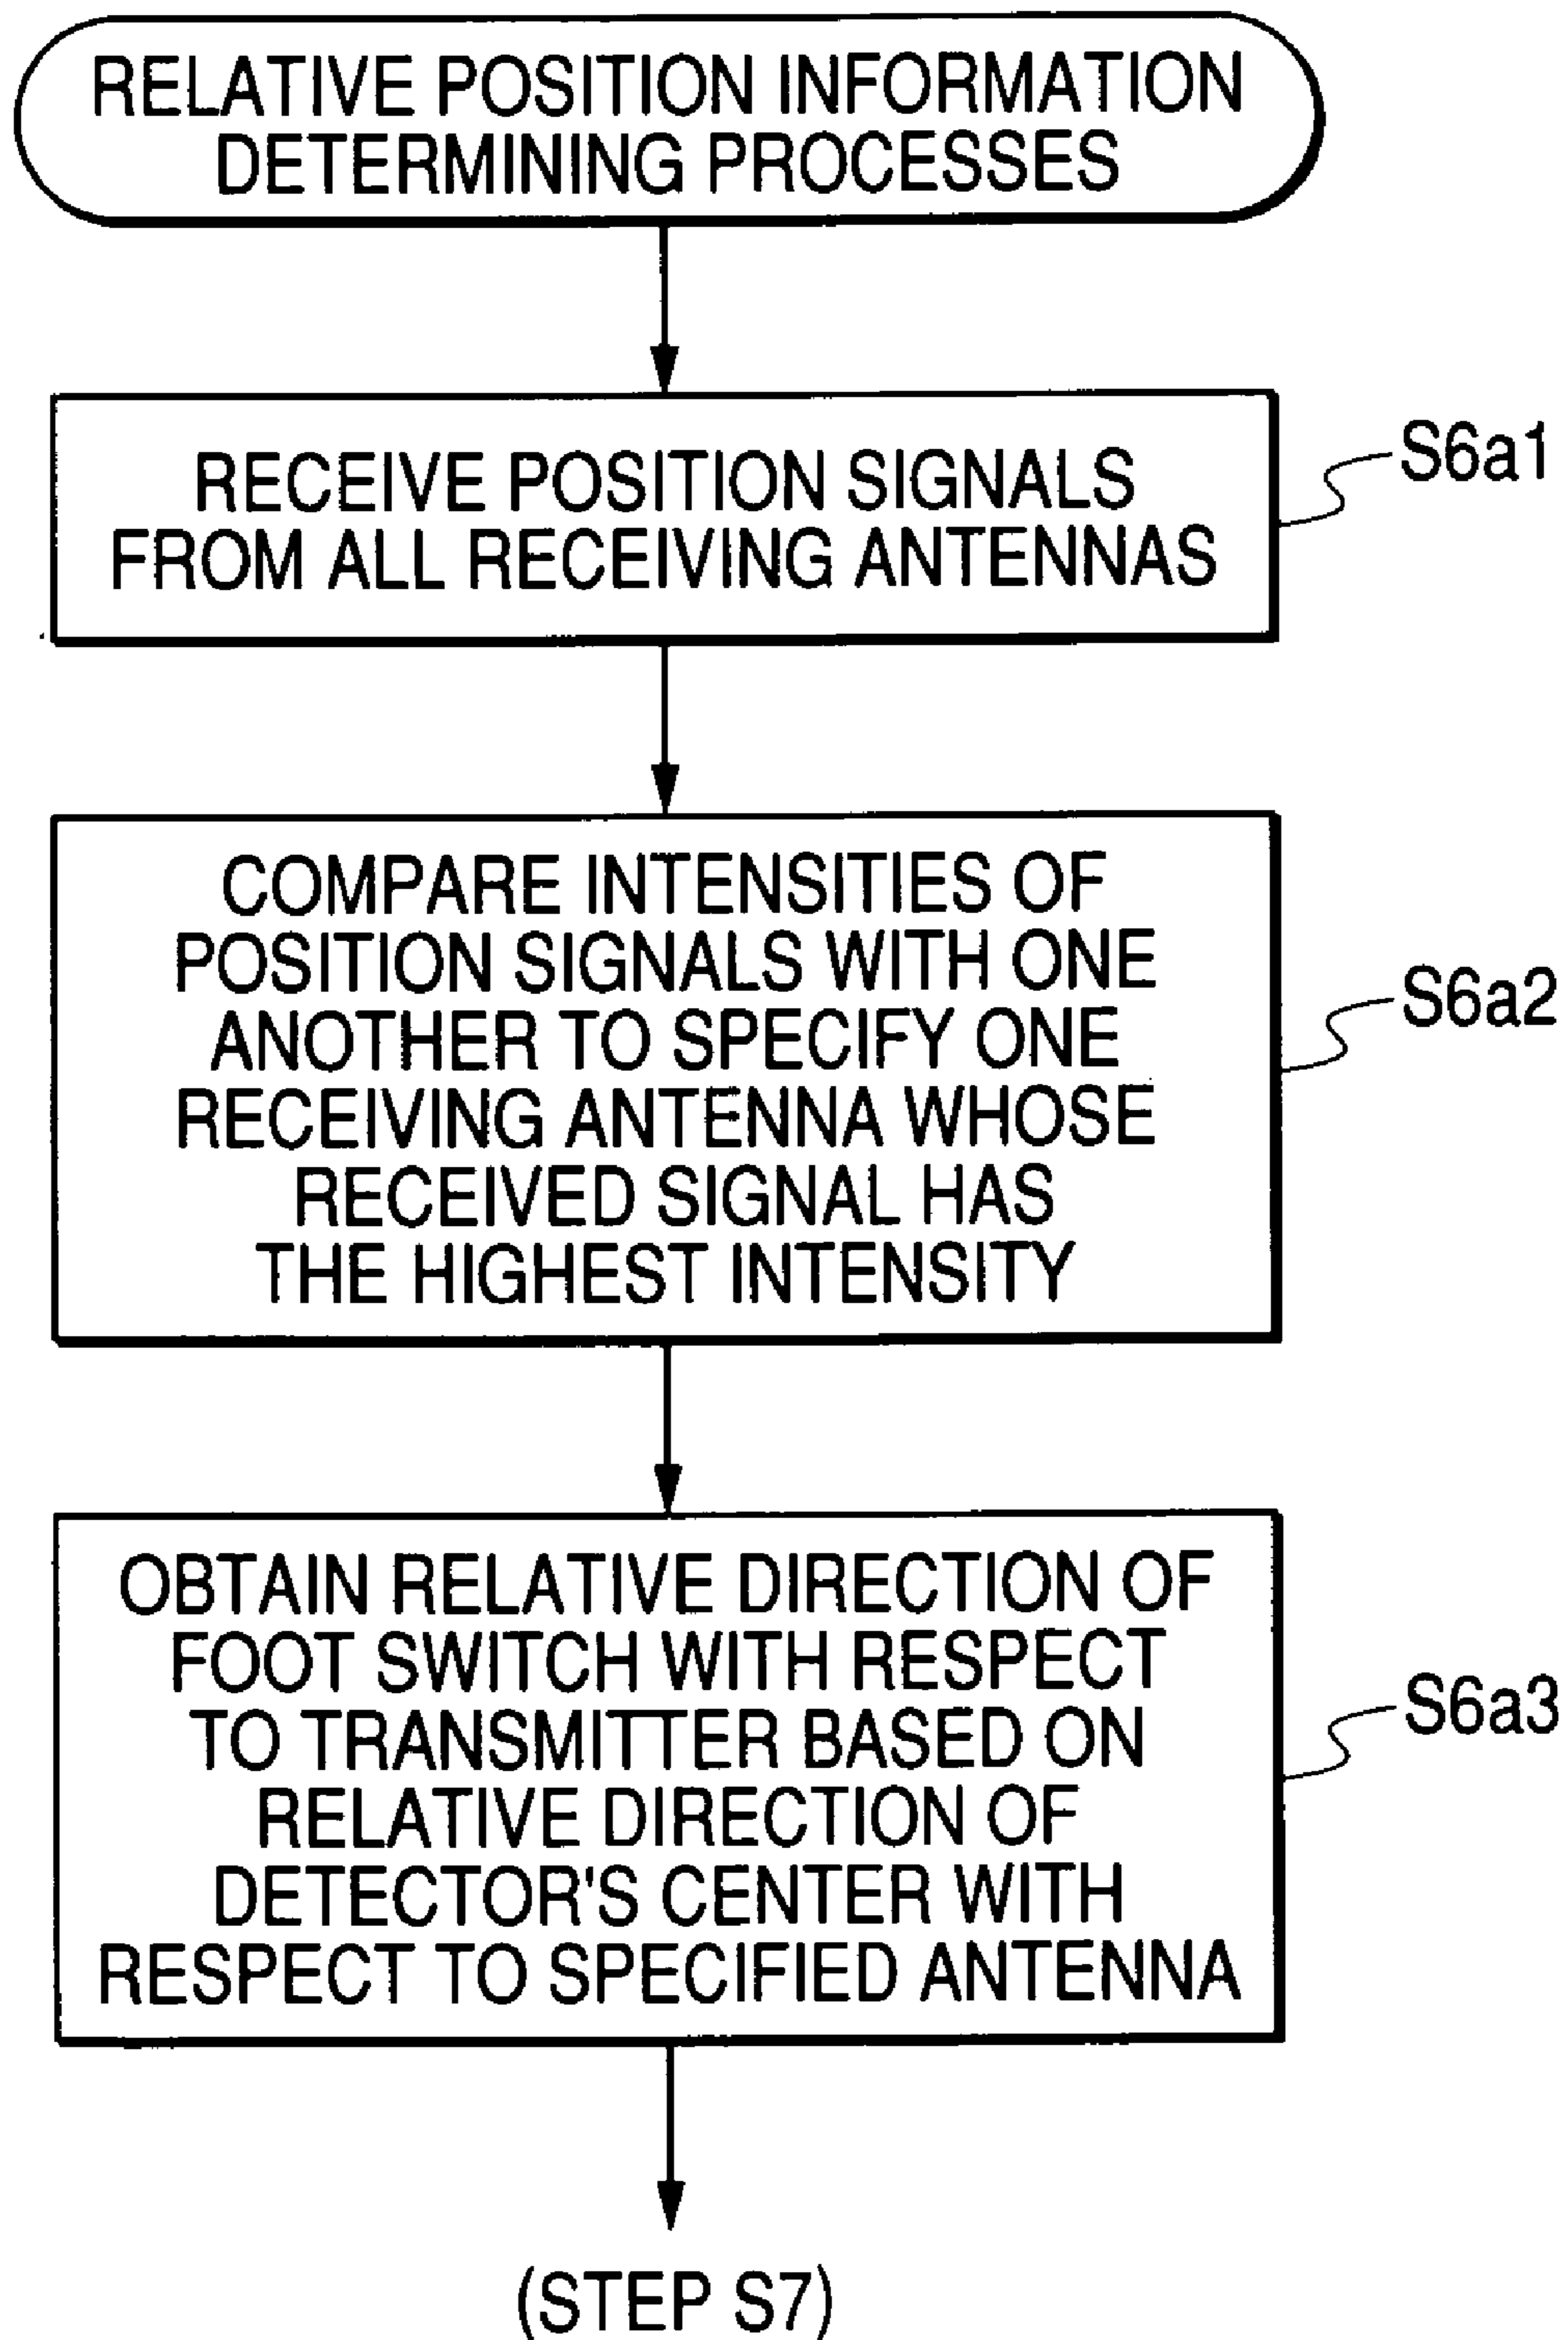 RELATIVE POSITION INFORMATION
DETERMINING PROCESSES
RECEIVE POSITION SIGNALS
FROM ALL RECEIVING ANTENNAS
S6a1
COMPARE INTENSITIES OF
POSITION SIGNALS WITH ONE
ANOTHER TO SPECIFY ONE
RECEIVING ANTENNA WHOSE
RECEIVED SIGNAL HAS
THE HIGHEST INTENSITY
S6a2
OBTAIN RELATIVE DIRECTION OF
FOOT SWITCH WITH RESPECT
TO TRANSMITTER BASED ON
RELATIVE DIRECTION OF
DETECTOR'S CENTER WITH
RESPECT TO SPECIFIED ANTENNA
S6a3
(STEP S7)